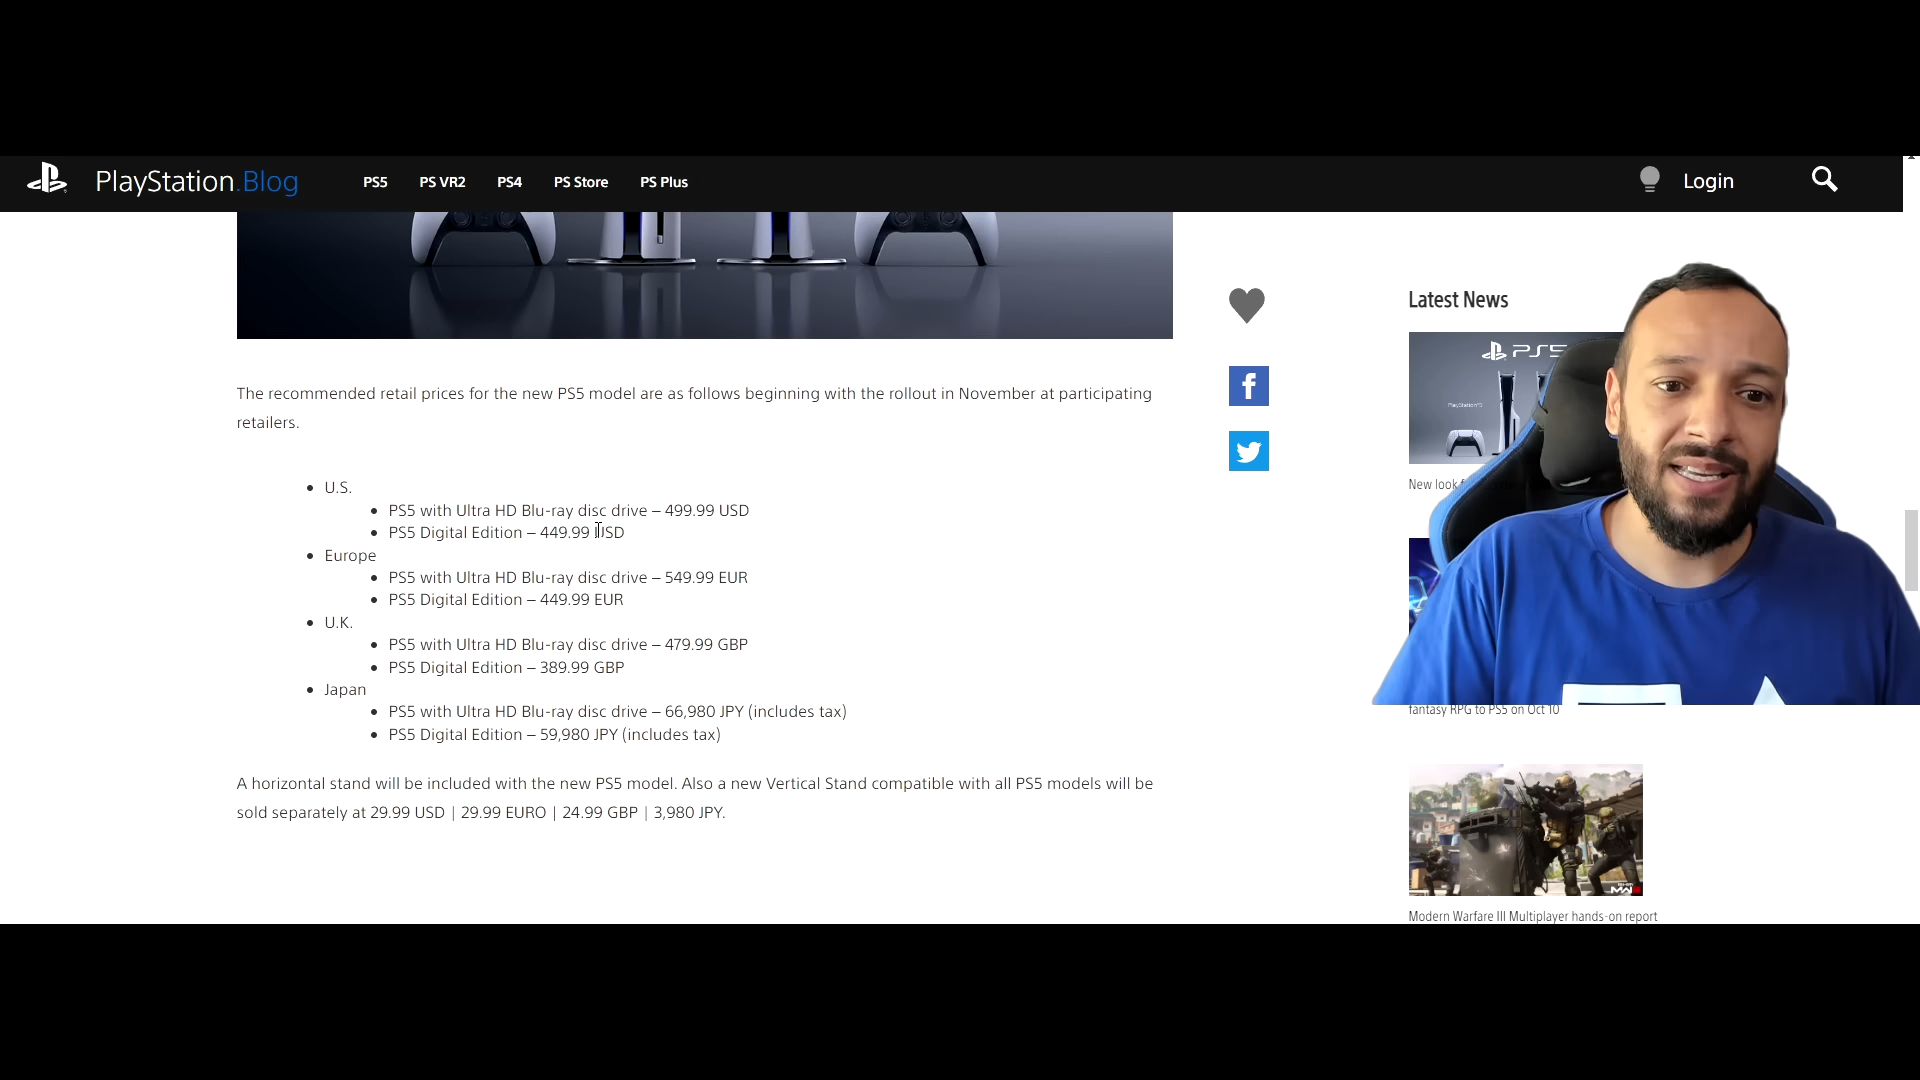 PlayStation.Blog
PS5
PS VR2
PS4
PS Store
PS Plus
Login
The recommended retail prices for the new PS5 model are as follows beginning with the rollout in November at participating
retailers.
U.S.
PS5 with Ultra HD Blu-ray disc drive – 499.99 USD
PS5 Digital Edition – 449.99 USD
Europe
PS5 with Ultra HD Blu-ray disc drive – 549.99 EUR
PS5 Digital Edition – 449.99 EUR
U.K.
PS5 with Ultra HD Blu-ray disc drive – 479.99 GBP
PS5 Digital Edition – 389.99 GBP
Japan
PS5 with Ultra HD Blu-ray disc drive – 66,980 JPY (includes tax)
PS5 Digital Edition – 59,980 JPY (includes tax)
A horizontal stand will be included with the new PS5 model. Also a new Vertical Stand compatible with all PS5 models will be
sold separately at 29.99 USD | 29.99 EURO | 24.99 GBP | 3,980 JPY.
Latest News
PS5
PlayStation 5
New look
fantasy RPG to PS5 on Oct 10
Modern Warfare III Multiplayer hands-on report